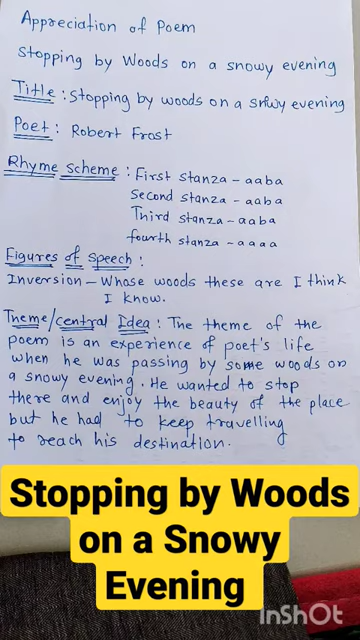 Appreciation of Poem
Stopping by Woods on a snowy evening
Title : Stopping by woods on a snowy evening
Poet : Robert Frost
Rhyme Scheme : First stanza - aaba
Second stanza - aaba
Third stanza - aaba
fourth stanza - aaaa
Figures of Speech :
Inversion - Whose woods these are I think
I know.
Theme/central Idea : The theme of the
poem is an experience of poet's life
when he was passing by some woods on
a snowy evening. He wanted to stop
there and enjoy the beauty of the place
but he had to keep travelling
to reach his destination.
Stopping by Woods
on a Snowy
Evening
InShOt